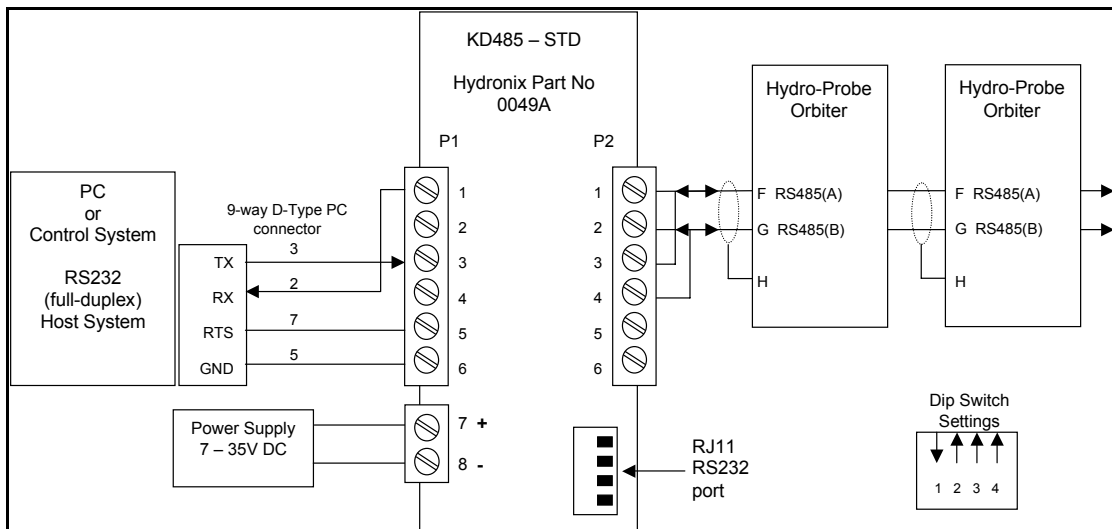 KD485 – STD
Hydronix Part No
0049A
P1
P2
1
2
3
4
5
6
7 +
8 -
1
2
3
4
5
6
PC
or
Control System
RS232
(full-duplex)
Host System
9-way D-Type PC
connector
TX
3
RX
2
RTS
7
GND
5
Power Supply
7 – 35V DC
RJ11
RS232
port
Hydro-Probe
Orbiter
F RS485(A)
G RS485(B)
H
Hydro-Probe
Orbiter
F RS485(A)
G RS485(B)
H
Dip Switch
Settings
1 2 3 4